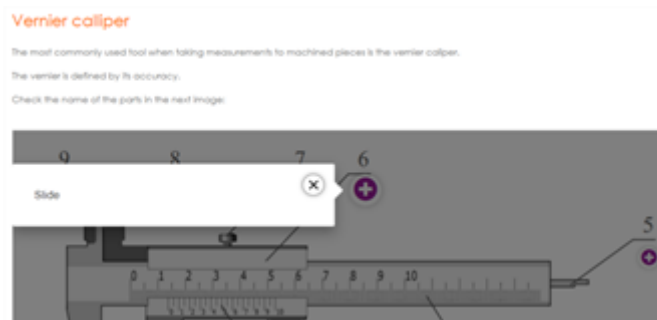 Vernier calliper
The most commonly used tool when taking measurements to machined pieces is the vernier caliper.
The vernier is defined by its accuracy.
Check the name of the parts in the next image:
9 8 7 6
Slide
5
0 1 2 3 4 5 6 7 8 9 10